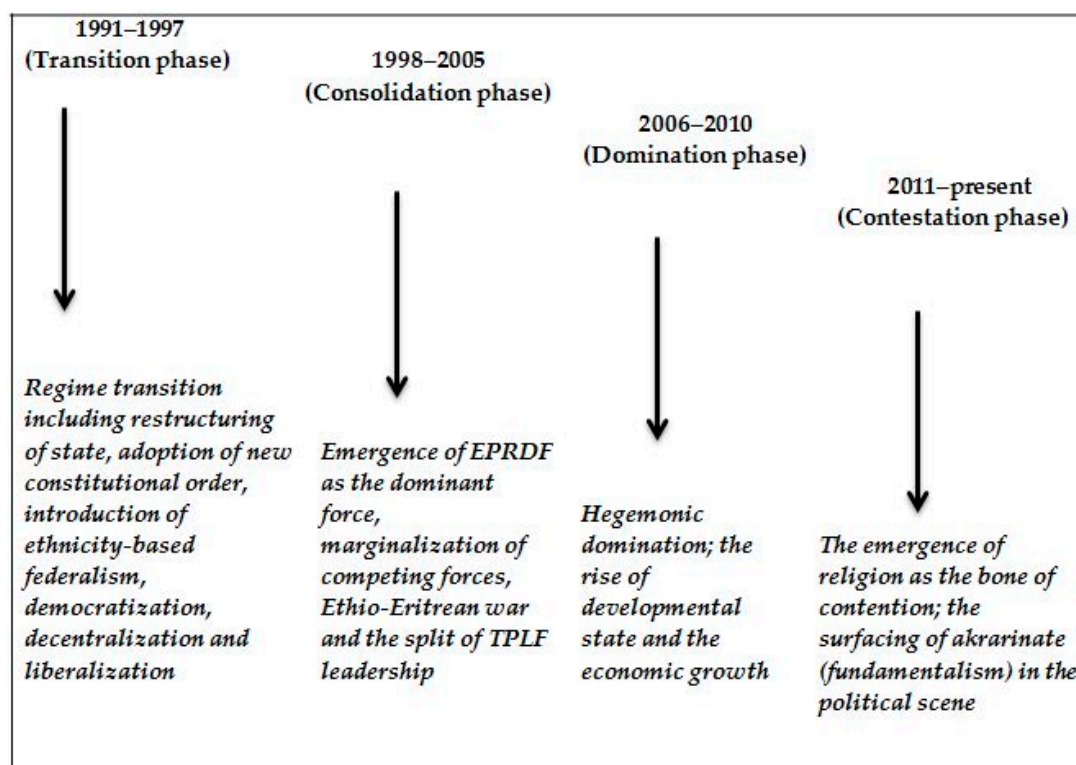 1991–1997
(Transition phase)
Regime transition
including restructuring
of state, adoption of new
constitutional order,
introduction of
ethnicity-based
federalism,
democratization,
decentralization and
liberalization
1998–2005
(Consolidation phase)
Emergence of EPRDF
as the dominant
force,
marginalization of
competing forces,
Ethio-Eritrean war
and the split of TPLF
leadership
2006–2010
(Domination phase)
Hegemonic
domination; the
rise of
developmental
state and the
economic growth
2011–present
(Contestation phase)
The emergence of
religion as the bone of
contention; the
surfacing of akrarinate
(fundamentalism) in the
political scene